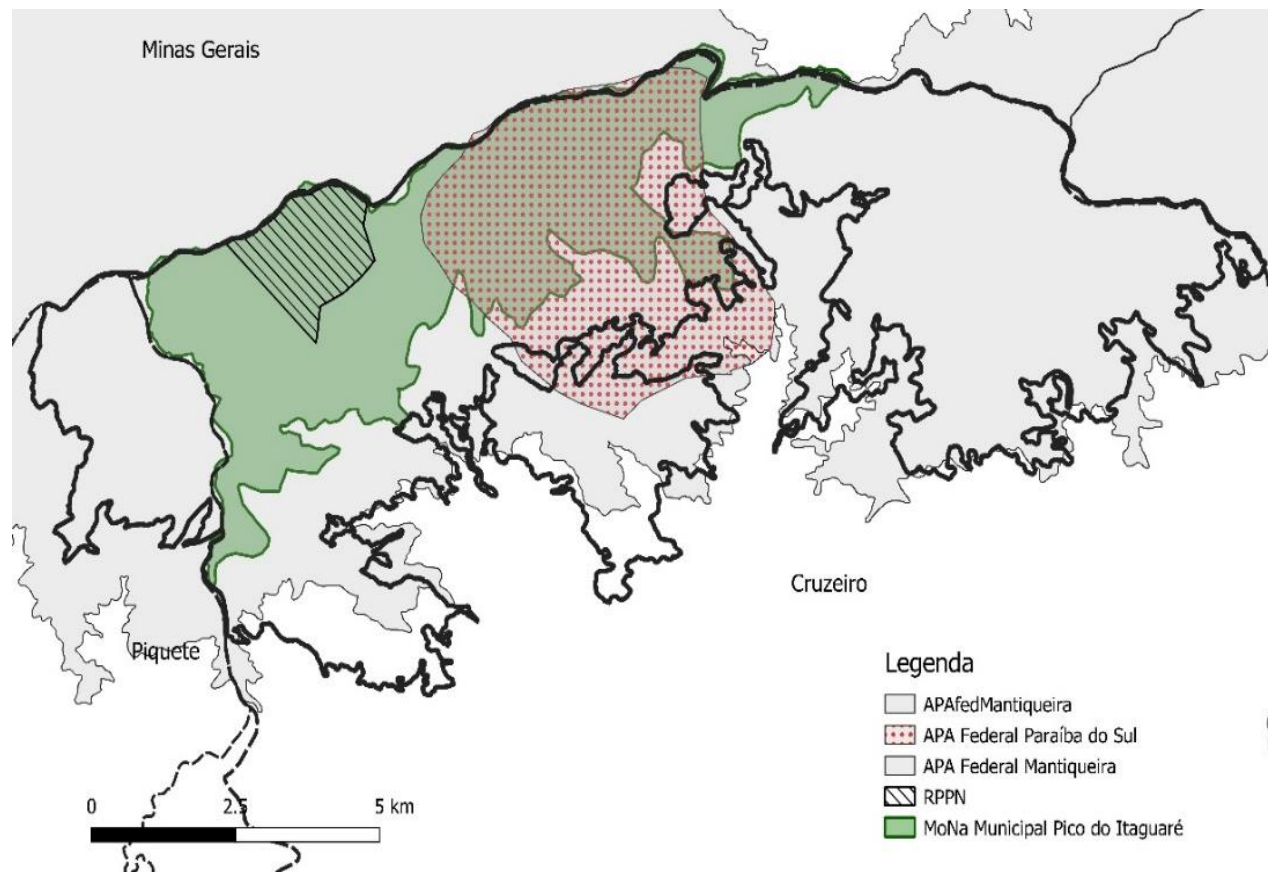 Minas Gerais
Cruzeiro
Piquete
Legenda
APAfedMantiqueira
APA Federal Paraíba do Sul
APA Federal Mantiqueira
RPPN
MoNa Municipal Pico do Itaguaré
0 2.5 5 km